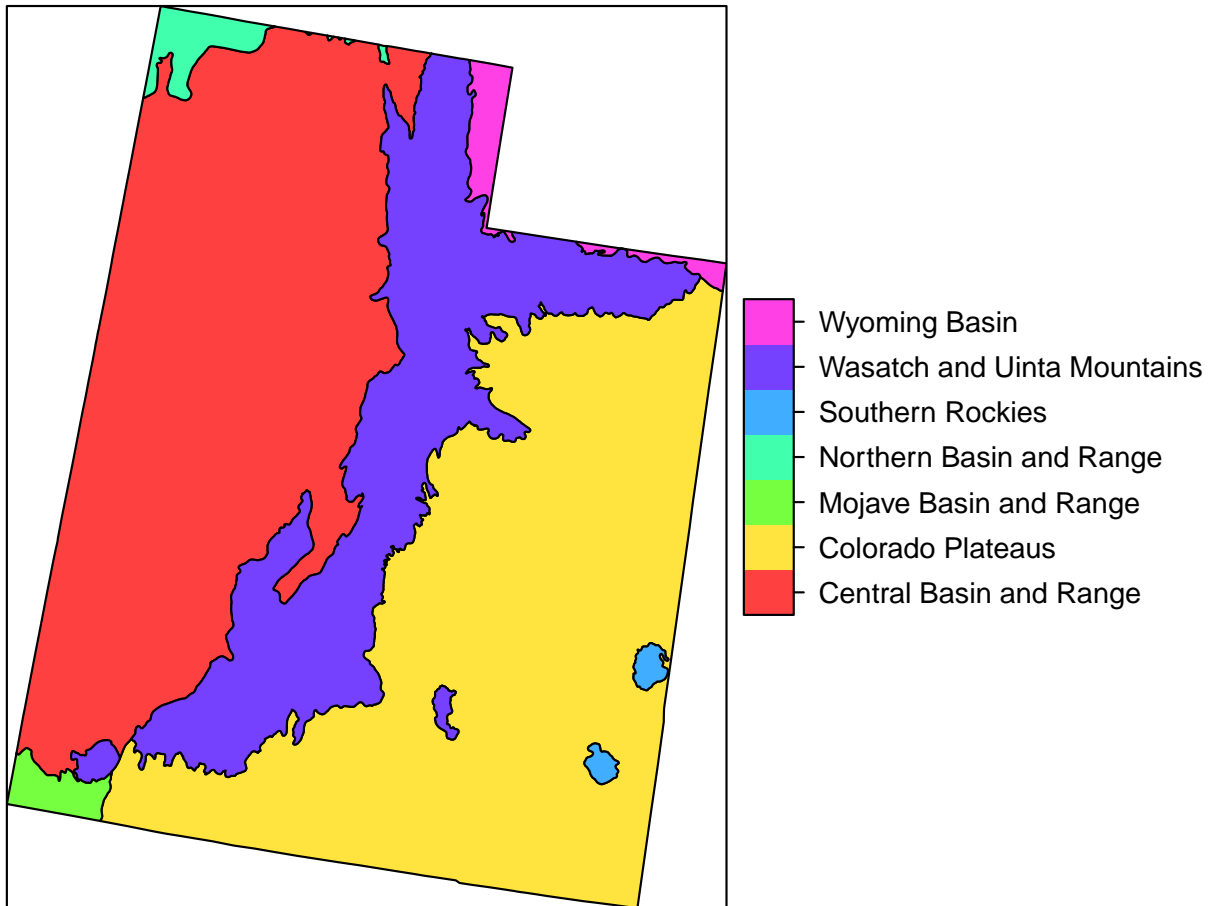 Wyoming Basin
Wasatch and Uinta Mountains
Southern Rockies
Northern Basin and Range
Mojave Basin and Range
Colorado Plateaus
Central Basin and Range